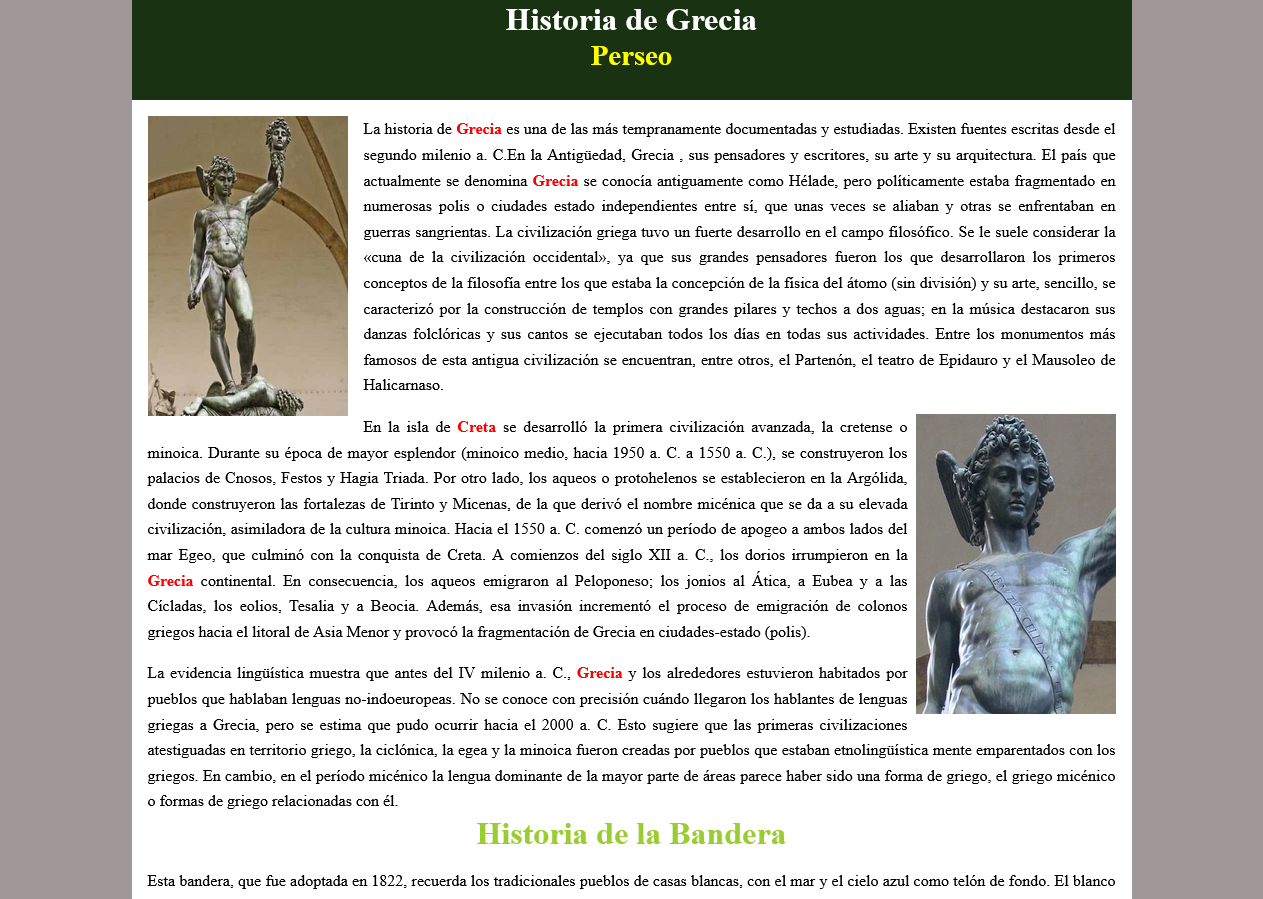 Historia de Grecia
Perseo
La historia de Grecia es una de las más tempranamente documentadas y estudiadas. Existen fuentes escritas desde el
segundo milenio a. C.En la Antigüedad, Grecia , sus pensadores y escritores, su arte y su arquitectura. El país que
actualmente se denomina Grecia se conocía antiguamente como Hélade, pero políticamente estaba fragmentado en
numerosas polis o ciudades estado independientes entre sí, que unas veces se aliaban y otras se enfrentaban en
guerras sangrientas. La civilización griega tuvo un fuerte desarrollo en el campo filosófico. Se le suele considerar la
«cuna de la civilización occidental», ya que sus grandes pensadores fueron los que desarrollaron los primeros
conceptos de la filosofía entre los que estaba la concepción de la física del átomo (sin división) y su arte, sencillo, se
caracterizó por la construcción de templos con grandes pilares y techos a dos aguas; en la música destacaron sus
danzas folclóricas y sus cantos se ejecutaban todos los días en todas sus actividades. Entre los monumentos más
famosos de esta antigua civilización se encuentran, entre otros, el Partenón, el teatro de Epidauro y el Mausoleo de
Halicarnaso.
En la isla de Creta se desarrolló la primera civilización avanzada, la cretense o
minoica. Durante su época de mayor esplendor (minoico medio, hacia 1950 a. C. a 1550 a. C.), se construyeron los
palacios de Cnosos, Festos y Hagia Triada. Por otro lado, los aqueos o protohelenos se establecieron en la Argólida,
donde construyeron las fortalezas de Tirinto y Micenas, de la que derivó el nombre micénica que se da a su elevada
civilización, asimiladora de la cultura minoica. Hacia el 1550 a. C. comenzó un período de apogeo a ambos lados del
mar Egeo, que culminó con la conquista de Creta. A comienzos del siglo XII a. C., los dorios irrumpieron en la
Grecia continental. En consecuencia, los aqueos emigraron al Peloponeso; los jonios al Ática, a Eubea y a las
Cícladas, los eolios, Tesalia y a Beocia. Además, esa invasión incrementó el proceso de emigración de colonos
griegos hacia el litoral de Asia Menor y provocó la fragmentación de Grecia en ciudades-estado (polis).
La evidencia lingüística muestra que antes del IV milenio a. C., Grecia y los alrededores estuvieron habitados por
pueblos que hablaban lenguas no-indoeuropeas. No se conoce con precisión cuándo llegaron los hablantes de lenguas
griegas a Grecia, pero se estima que pudo ocurrir hacia el 2000 a. C. Esto sugiere que las primeras civilizaciones
atestiguadas en territorio griego, la ciclónica, la egea y la minoica fueron creadas por pueblos que estaban etnolingüística mente emparentados con los
griegos. En cambio, en el período micénico la lengua dominante de la mayor parte de áreas parece haber sido una forma de griego, el griego micénico
o formas de griego relacionadas con él.
Historia de la Bandera
Esta bandera, que fue adoptada en 1822, recuerda los tradicionales pueblos de casas blancas, con el mar y el cielo azul como telón de fondo. El blanco